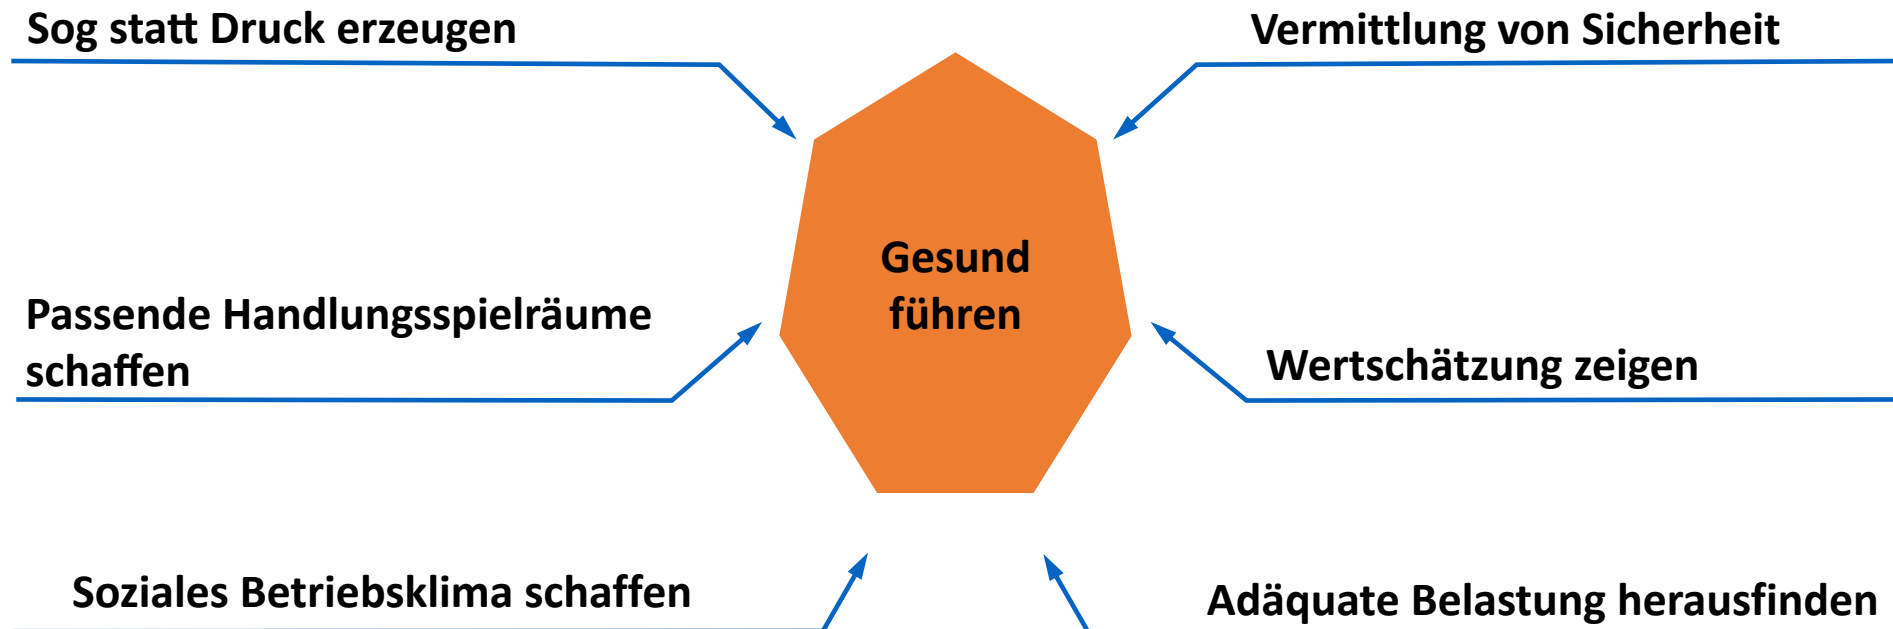 Sog statt Druck erzeugen
Vermittlung von Sicherheit
Gesund
führen
Passende Handlungsspielräume
schaffen
Wertschätzung zeigen
Soziales Betriebsklima schaffen
Adäquate Belastung herausfinden